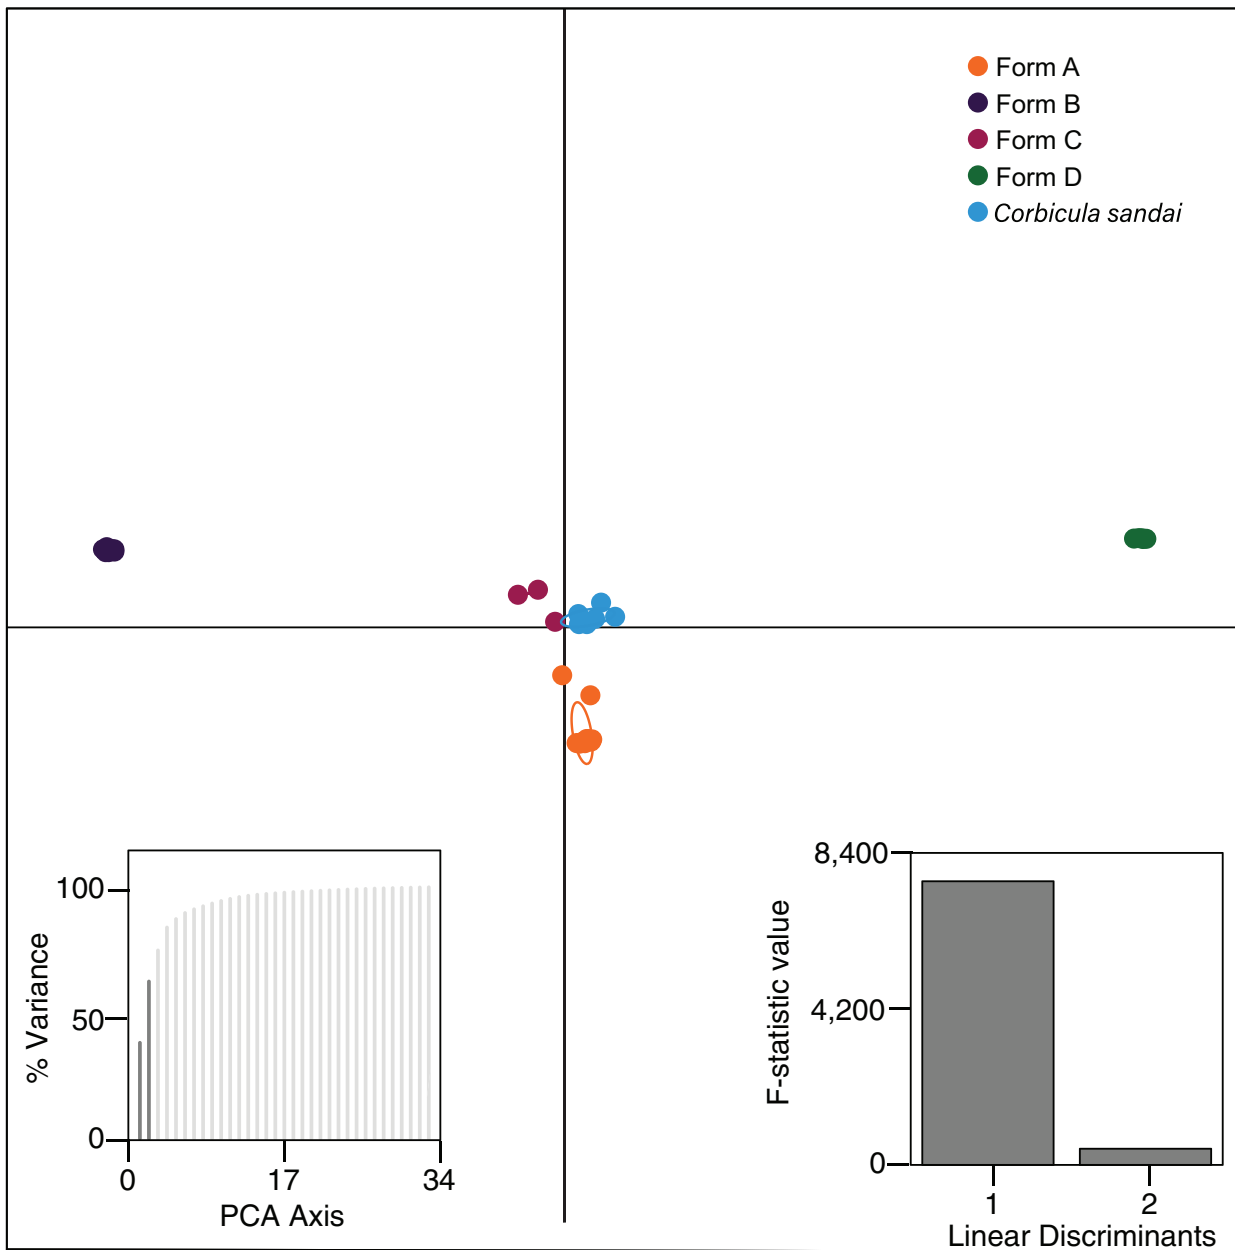 Form A
Form B
Form C
Form D
Corbicula sandai
100
50
0
% Variance
0 17 34
PCA Axis
8,400
4,200
0
F-statistic value
1 2
Linear Discriminants